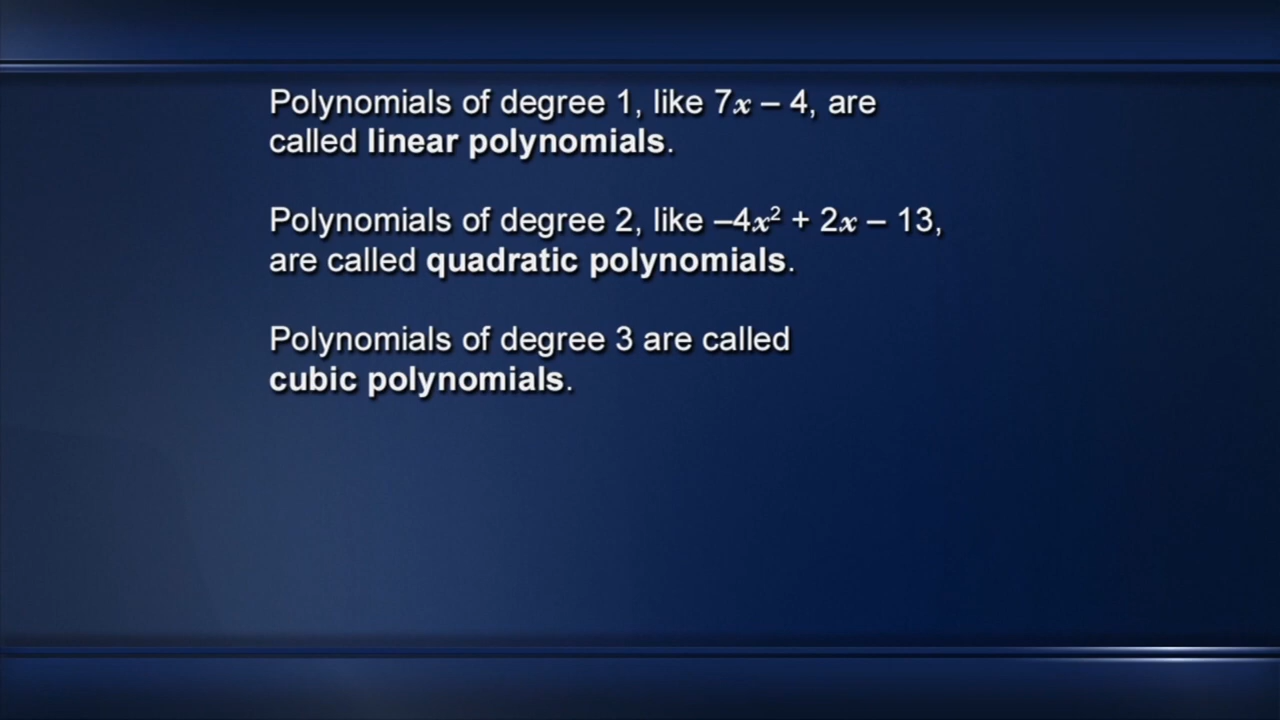 Polynomials of degree 1, like 7x – 4, are
called linear polynomials.
Polynomials of degree 2, like –4x² + 2x – 13,
are called quadratic polynomials.
Polynomials of degree 3 are called
cubic polynomials.